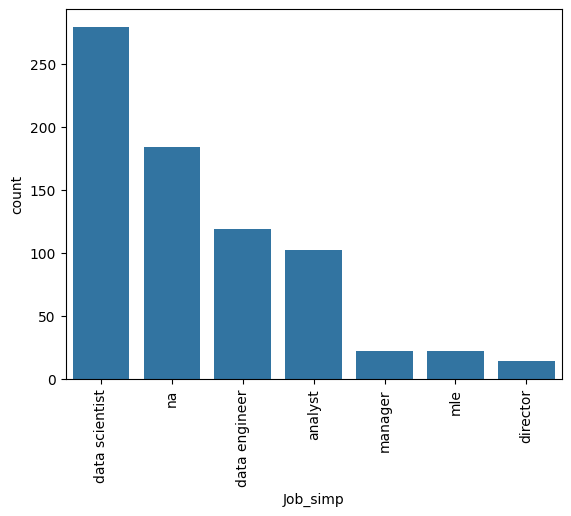 250
200
150
100
50
0
count
data scientist
na
data engineer
analyst
manager
mle
director
Job_simp